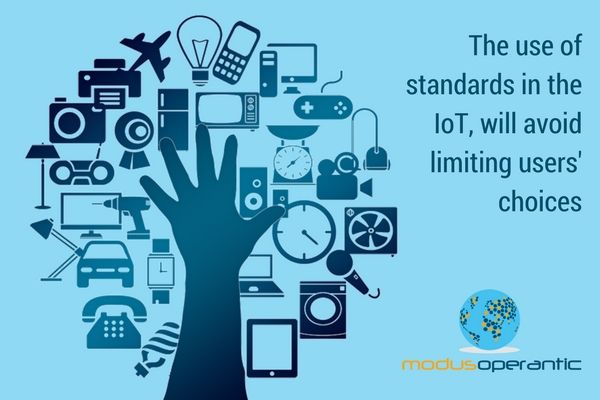 The use of
standards in the
IoT, will avoid
limiting users'
choices
modusoperantic